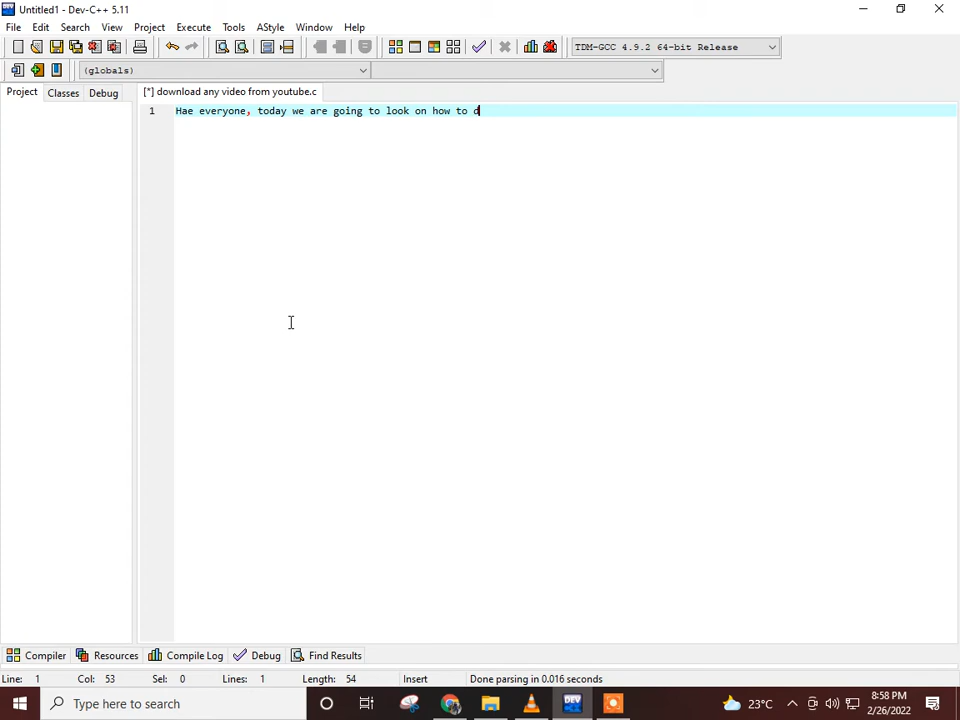 Untitled1 - Dev-C++ 5.11
File Edit Search View Project Execute Tools AStyle Window Help
TDM-GCC 4.9.2 64-bit Release
(globals)
Project Classes Debug [*] download any video from youtube.c
1 Hae everyone, today we are going to look on how to d
Compiler Resources Compile Log Debug Find Results
Line: 1 Col: 53 Sel: 0 Lines: 1 Length: 54 Insert Done parsing in 0.016 seconds
Type here to search 23°C 8:58 PM
2/26/2022